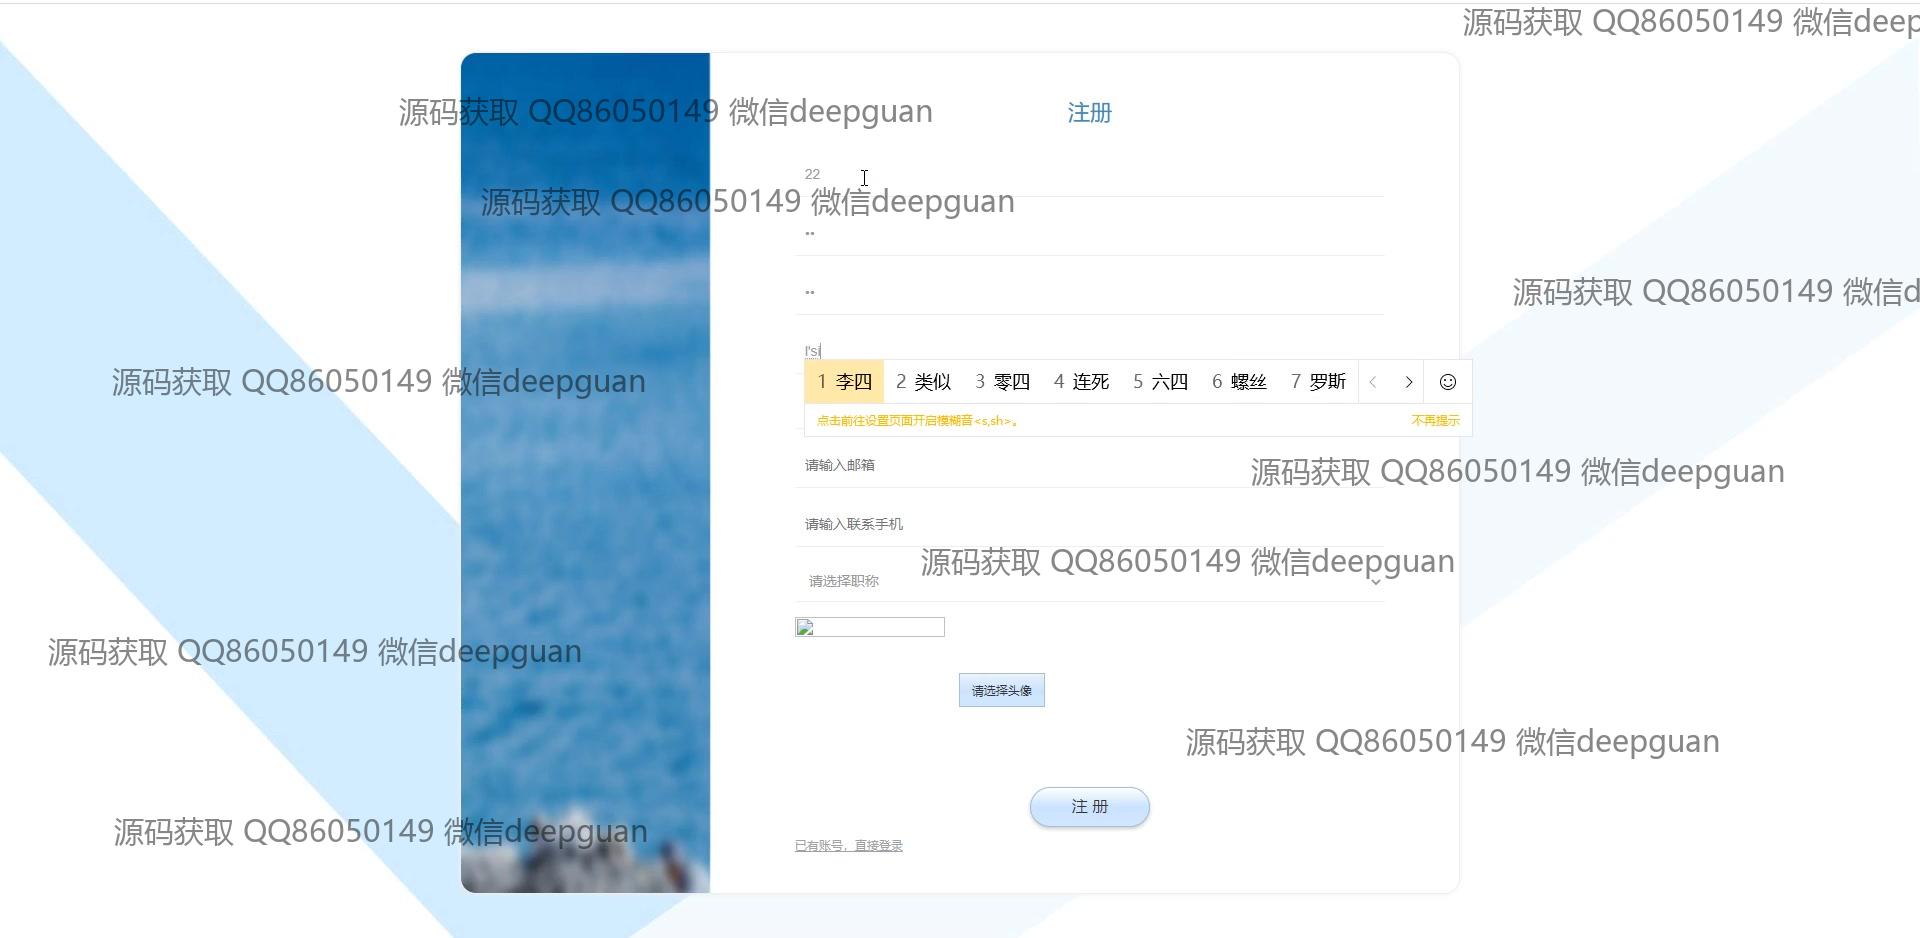 源码获取 QQ86050149 微信deep
源码获取 QQ86050149 微信deepguan
注册
22
源码获取 QQ86050149 微信deepguan
••
••
源码获取 QQ86050149 微信d
l'si
1 李四 2 类似 3 零四 4 连死 5 六四 6 螺丝 7 罗斯
源码获取 QQ86050149 微信deepguan
点击前往设置页面开启模糊音<s,sh>。 不再提示
请输入邮箱
源码获取 QQ86050149 微信deepguan
请输入联系手机
源码获取 QQ86050149 微信deepguan
请选择职称
源码获取 QQ86050149 微信deepguan
请选择头像
源码获取 QQ86050149 微信deepguan
注 册
源码获取 QQ86050149 微信deepguan
已有账号，直接登录